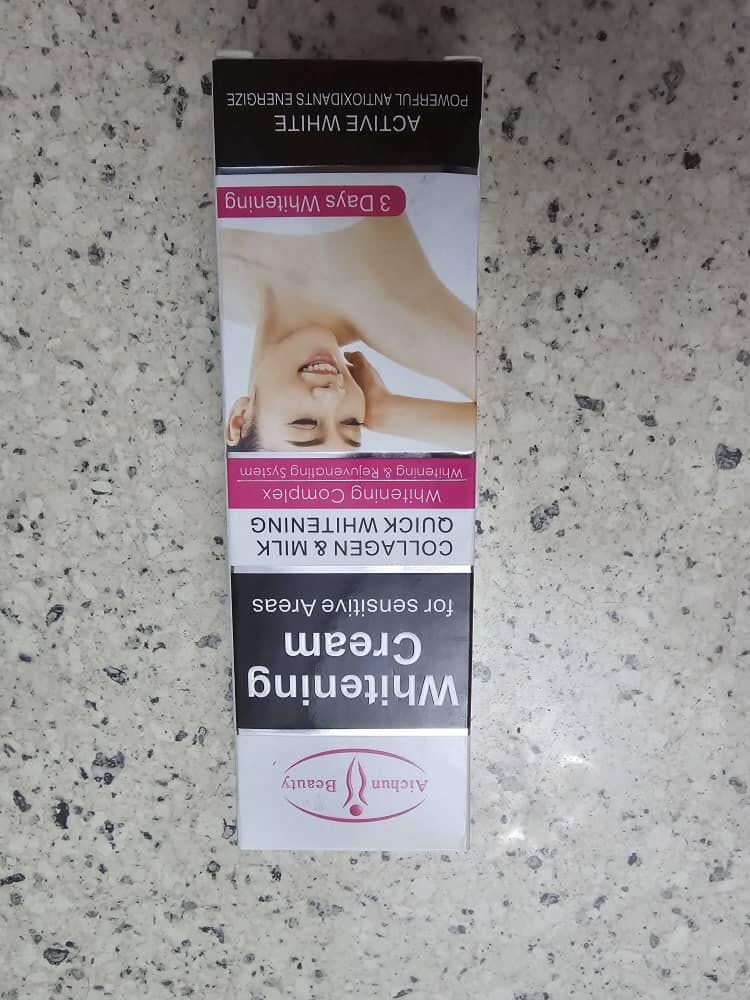 Aichun Beauty
Whitening
Cream
for sensitive Areas
COLLAGEN & MILK
QUICK WHITENING
Whitening Complex
Whitening & Rejuvenating System
3 Days Whitening
ACTIVE WHITE
POWERFUL ANTIOXIDANTS ENERGIZE